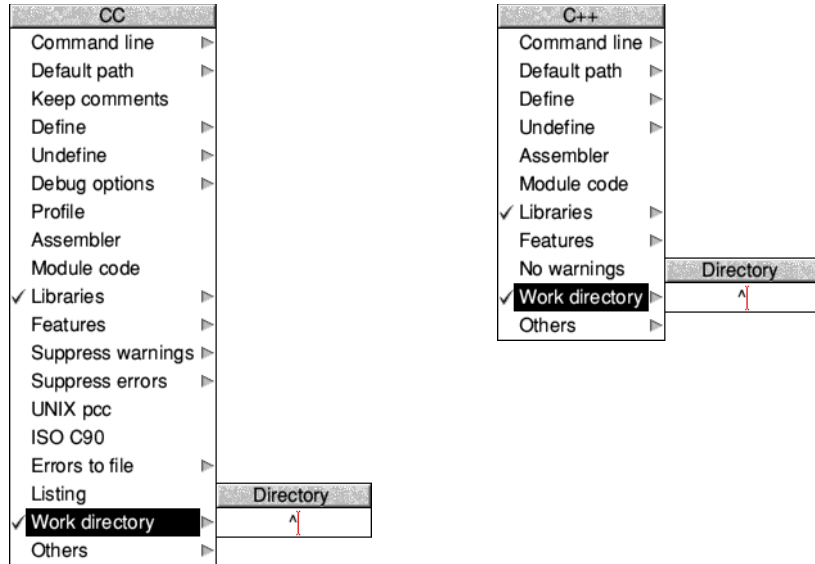 CC
Command line
Default path
Keep comments
Define
Undefine
Debug options
Profile
Assembler
Module code
✓ Libraries
Features
Suppress warnings
Suppress errors
UNIX pcc
ISO C90
Errors to file
Listing
✓ Work directory
Others
Directory
^
C++
Command line
Default path
Define
Undefine
Assembler
Module code
✓ Libraries
Features
No warnings
✓ Work directory
Others
Directory
^